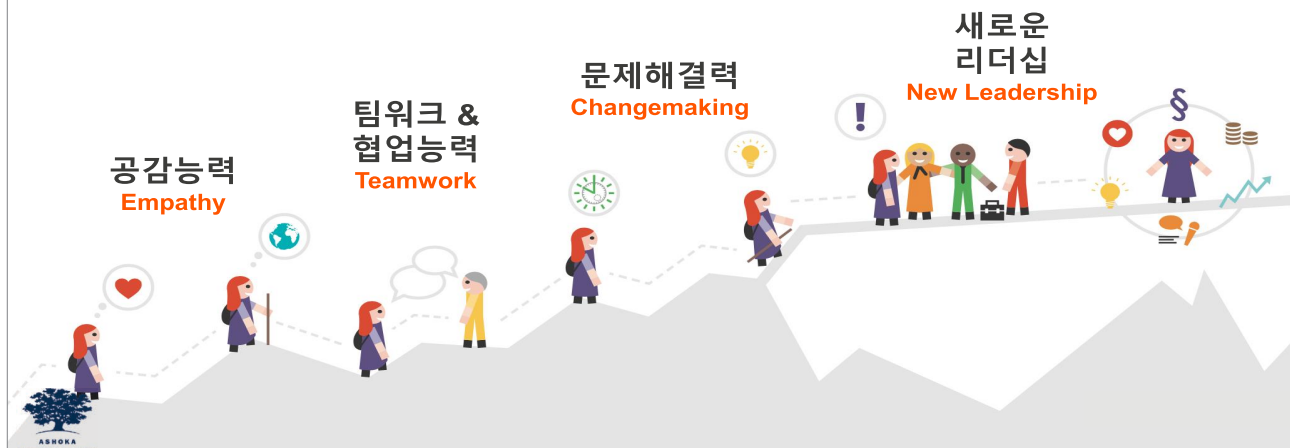 공감능력
Empathy
팀워크 &
협업능력
Teamwork
문제해결력
Changemaking
새로운
리더십
New Leadership
!
§
ASHOKA